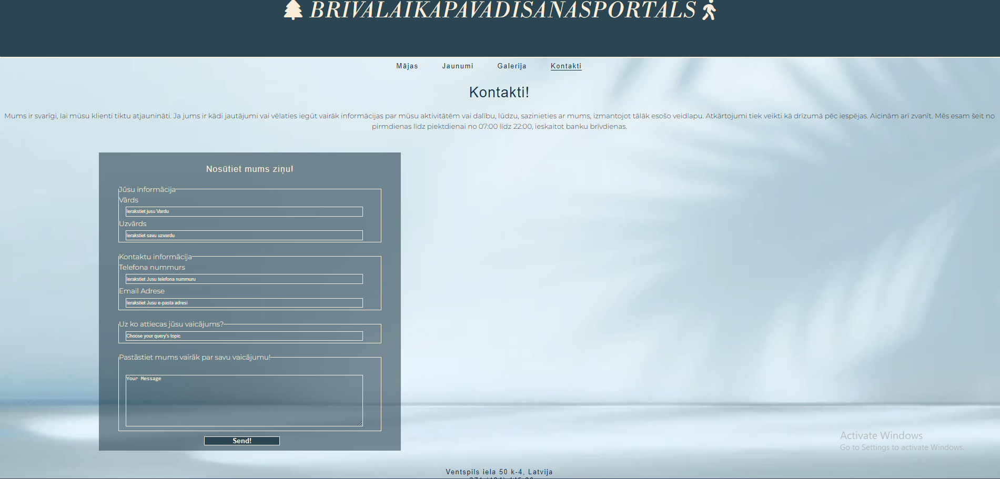 BRIVALAIKAPAVADISANASPORTALS
Mājas Jaunumi Galerija Kontakti
Kontakti!
Mums ir svarīgi, lai mūsu klienti tiktu atjaunināti. Ja jums ir kādi jautājumi vai vēlaties iegūt vairāk informācijas par mūsu aktivitātēm vai dalību, lūdzu, sazinieties ar mums, izmantojot tālāk esošo veidlapu. Atkārtojumi tiek veikti kā drīzumā pēc iespējas. Aicinām arī zvanīt. Mēs esam šeit no
pirmdienas līdz piektdienai no 07:00 līdz 22:00, ieskaitot banku brīvdienas.
Nosūtiet mums ziņu!
Jūsu informācija
Vārds
Ierakstiet jusu Vardu
Uzvārds
Ierakstiet savu uzvardu
Kontaktu informācija
Telefona nummurs
Ierakstiet Jusu telefona nummuru
Email Adrese
Ierakstiet Jusu e-pasta adresi
Uz ko attiecas jūsu vaicājums?
Choose your query's topic
Pastāstiet mums vairāk par savu vaicājumu!
Your Message
Send!
Activate Windows
Go to Settings to activate Windows.
Ventspils iela 50 k-4, Latvija